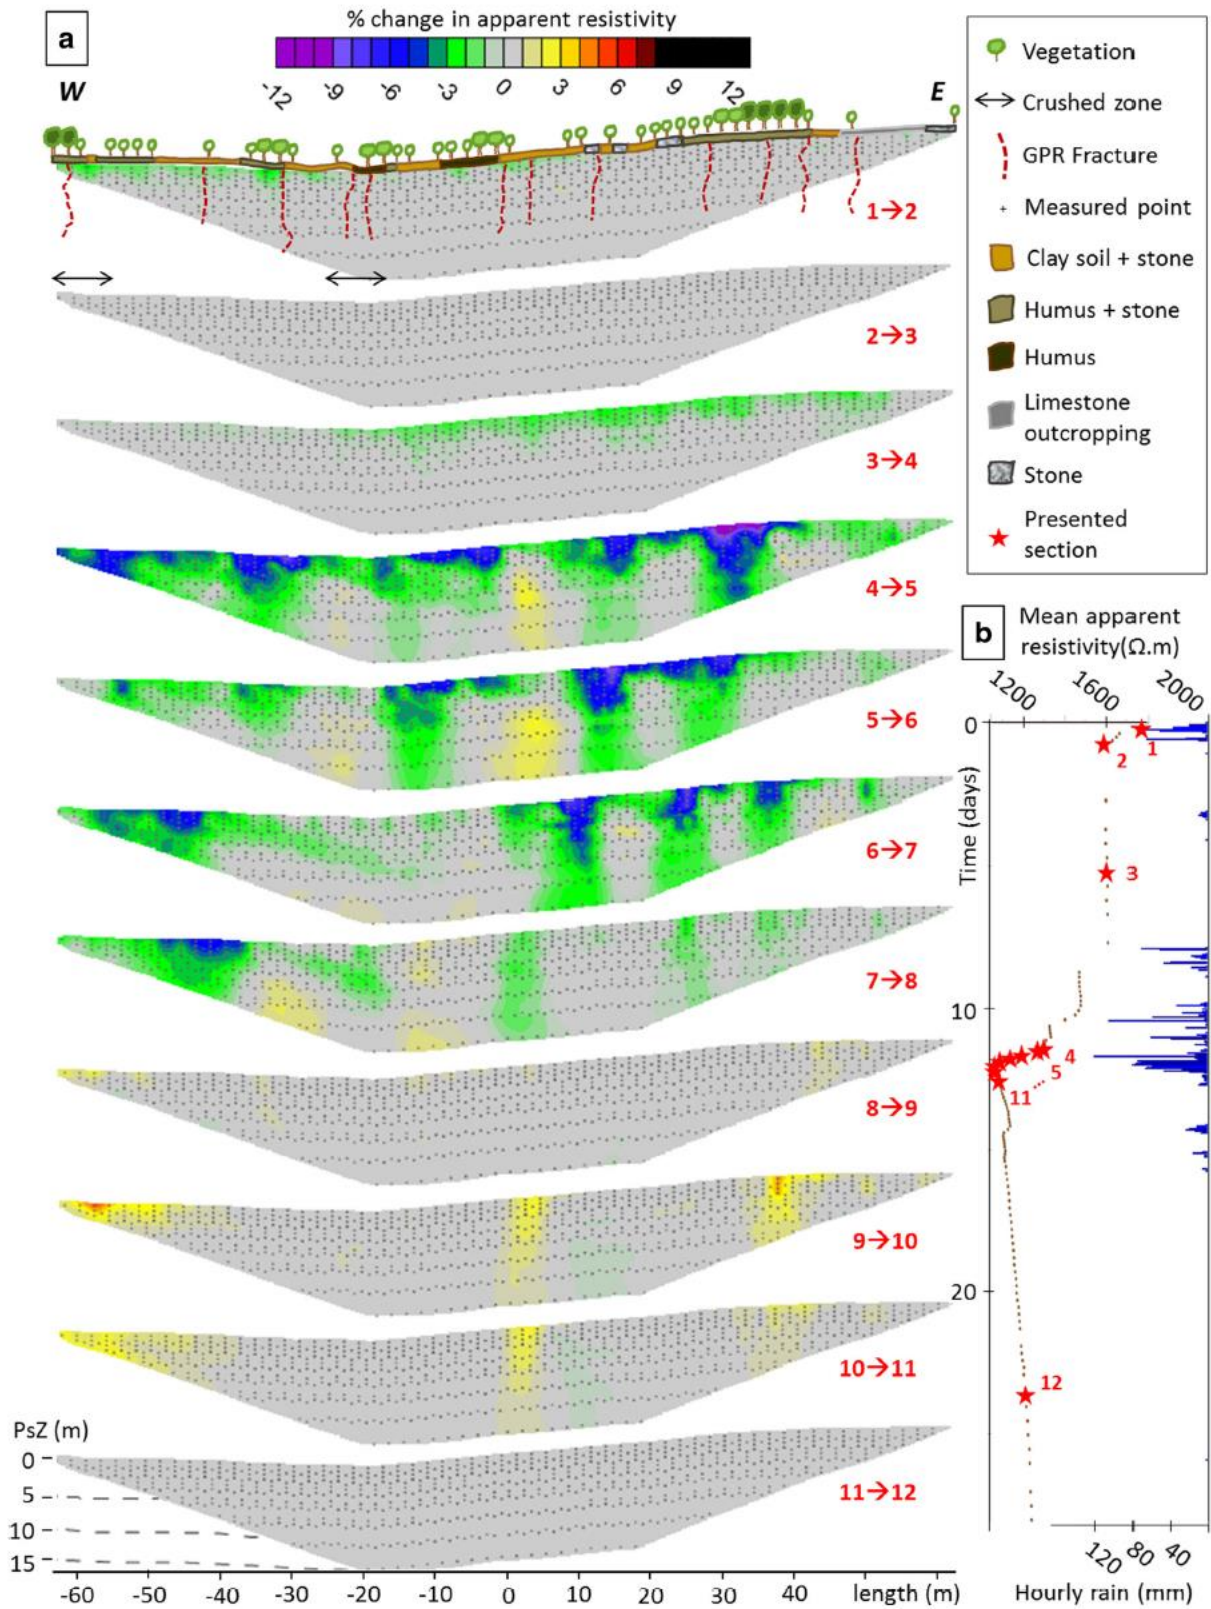 a
% change in apparent resistivity
-12 -9 -6 -3 0 3 6 9 12
W
E
1→2
2→3
3→4
4→5
5→6
6→7
7→8
8→9
9→10
10→11
11→12
PsZ (m)
0
5
10
15
-60 -50 -40 -30 -20 -10 0 10 20 30 40 length (m)
Vegetation
Crushed zone
GPR Fracture
Measured point
Clay soil + stone
Humus + stone
Humus
Limestone
outcropping
Stone
Presented
section
b
Mean apparent
resistivity(Ω.m)
1200 1600 2000
Time (days)
0
10
20
1
2
3
4
5
11
12
120 80 40
Hourly rain (mm)